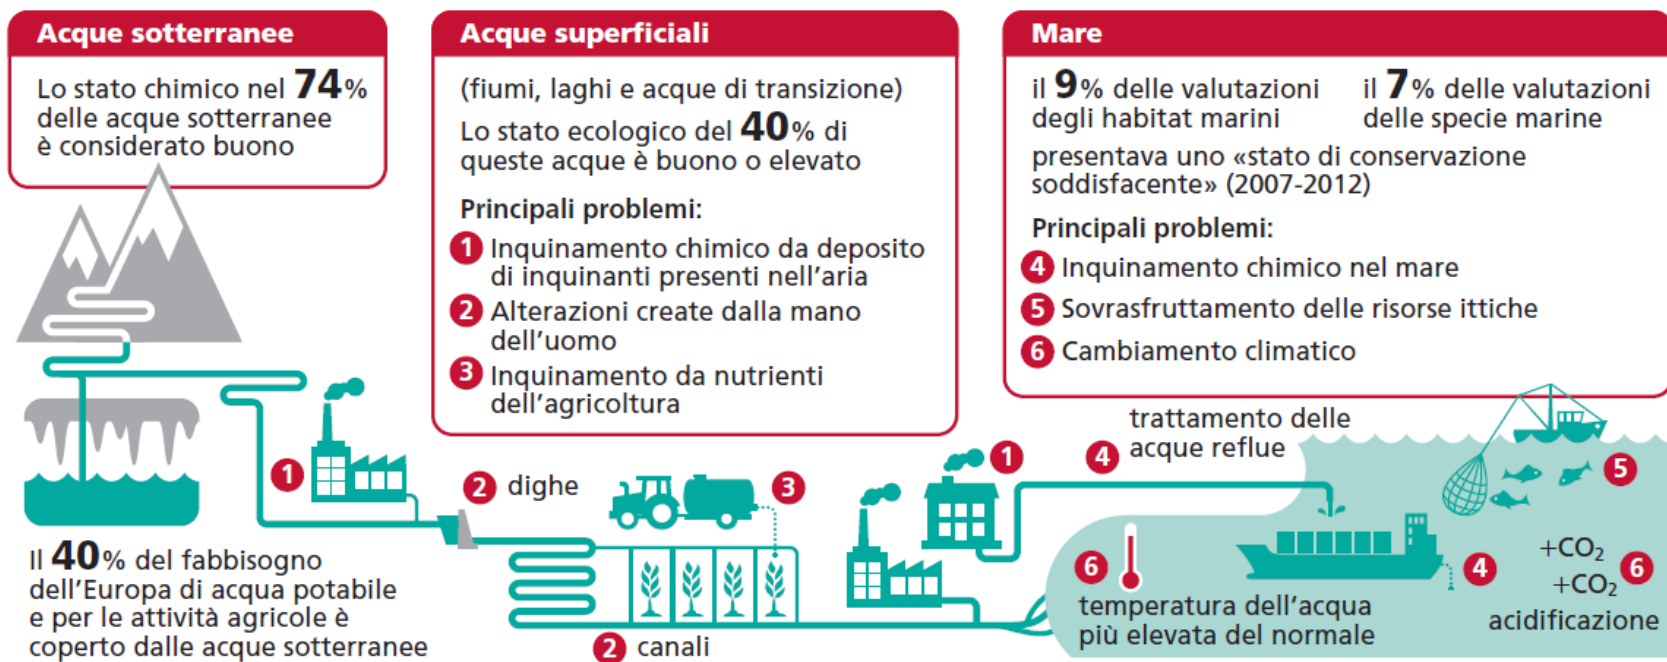 Acque sotterranee
Lo stato chimico nel 74%
delle acque sotterranee
è considerato buono
Il 40% del fabbisogno
dell'Europa di acqua potabile
e per le attività agricole è
coperto dalle acque sotterranee
Acque superficiali
(fiumi, laghi e acque di transizione)
Lo stato ecologico del 40% di
queste acque è buono o elevato
Principali problemi:
1 Inquinamento chimico da deposito
di inquinanti presenti nell'aria
2 Alterazioni create dalla mano
dell'uomo
3 Inquinamento da nutrienti
dell'agricoltura
Mare
il 9% delle valutazioni
degli habitat marini
il 7% delle valutazioni
delle specie marine
presentava uno «stato di conservazione
soddisfacente» (2007-2012)
Principali problemi:
4 Inquinamento chimico nel mare
5 Sovrasfruttamento delle risorse ittiche
6 Cambiamento climatico
1
2 dighe
3
2 canali
1
4 trattamento delle
acque reflue
5
6
temperatura dell'acqua
più elevata del normale
4
+CO₂
+CO₂
6
acidificazione